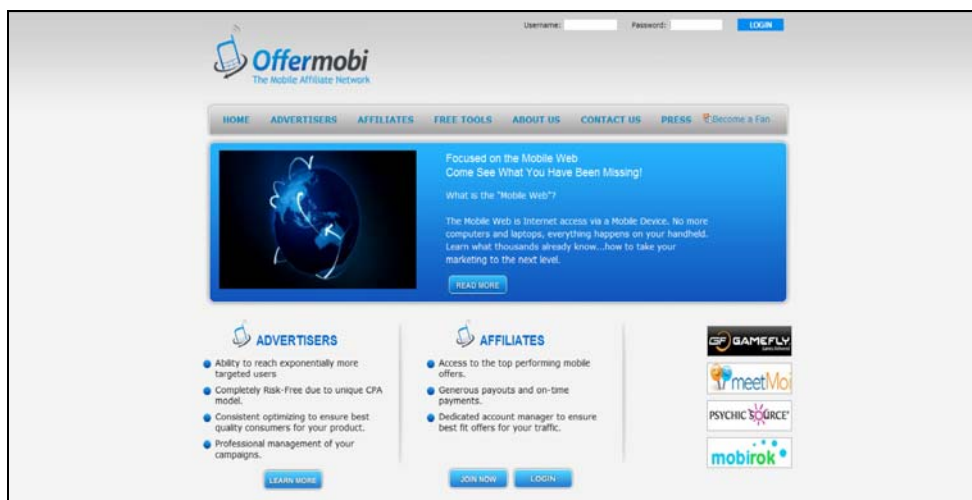 Username:
Password:
LOGIN
Offermobi
The Mobile Affiliate Network
HOME ADVERTISERS AFFILIATES FREE TOOLS ABOUT US CONTACT US PRESS Become a Fan
Focused on the Mobile Web
Come See What You Have Been Missing!
What is the "Mobile Web"?
The Mobile Web is Internet access via a Mobile Device. No more
computers and laptops, everything happens on your handheld.
Learn what thousands already know...how to take your
marketing to the next level.
READ MORE
ADVERTISERS
Ability to reach exponentially more
targeted users
Completely Risk-Free due to unique CPA
model.
Consistent optimizing to ensure best
quality consumers for your product.
Professional management of your
campaigns.
LEARN MORE
AFFILIATES
Access to the top performing mobile
offers.
Generous payouts and on-time
payments.
Dedicated account manager to ensure
best fit offers for your traffic.
JOIN NOW
LOGIN
GF GAMEFLY
meetMoi
PSYCHIC SOURCE
mobirok